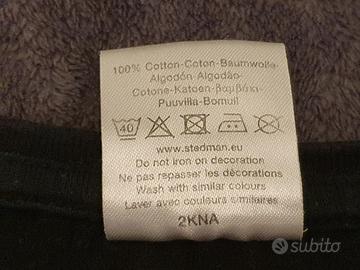 100% Cotton-Coton-Baumwolle-
Algodón-Algodão-
Cotone-Katoen-βαμβάκι-
Puuvilla-Bomull
40
www.stedman.eu
Do not iron on decoration
Ne pas repasser les décorations
Wash with similar colours
Laver avec couleurs similaires
2KNA
subito